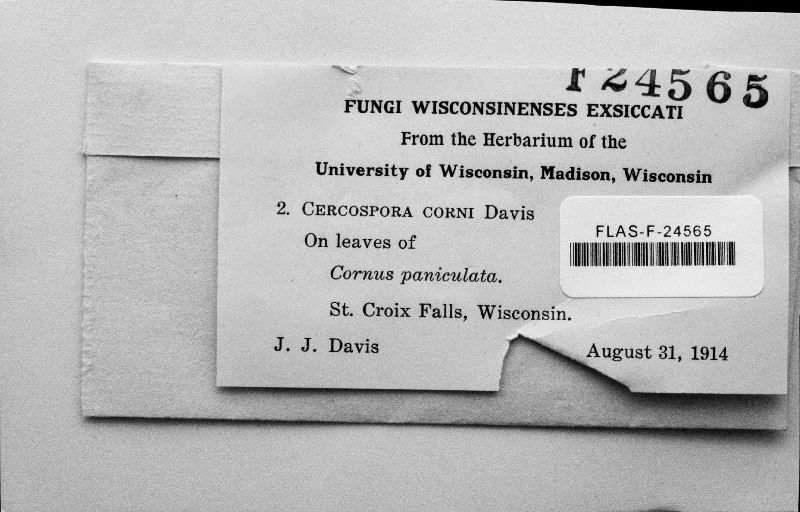 F 24565
FUNGI WISCONSINENSES EXSICCATI
From the Herbarium of the
University of Wisconsin, Madison, Wisconsin
2. CERCOSPORA CORNI Davis
FLAS-F-24565
On leaves of
Cornus paniculata.
St. Croix Falls, Wisconsin.
J. J. Davis
August 31, 1914